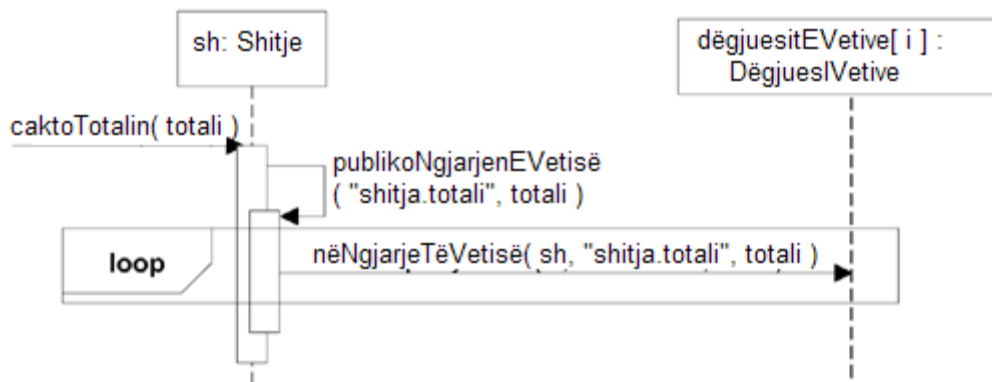 sh: Shitje
dëgjuesitEVetive[ i ] :
DëgjuesIVetive
caktoTotalin( totali )
publikoNgjarjenEVetisë
( "shitja.totali", totali )
loop
nëNgjarjeTëVetisë( sh, "shitja.totali", totali )